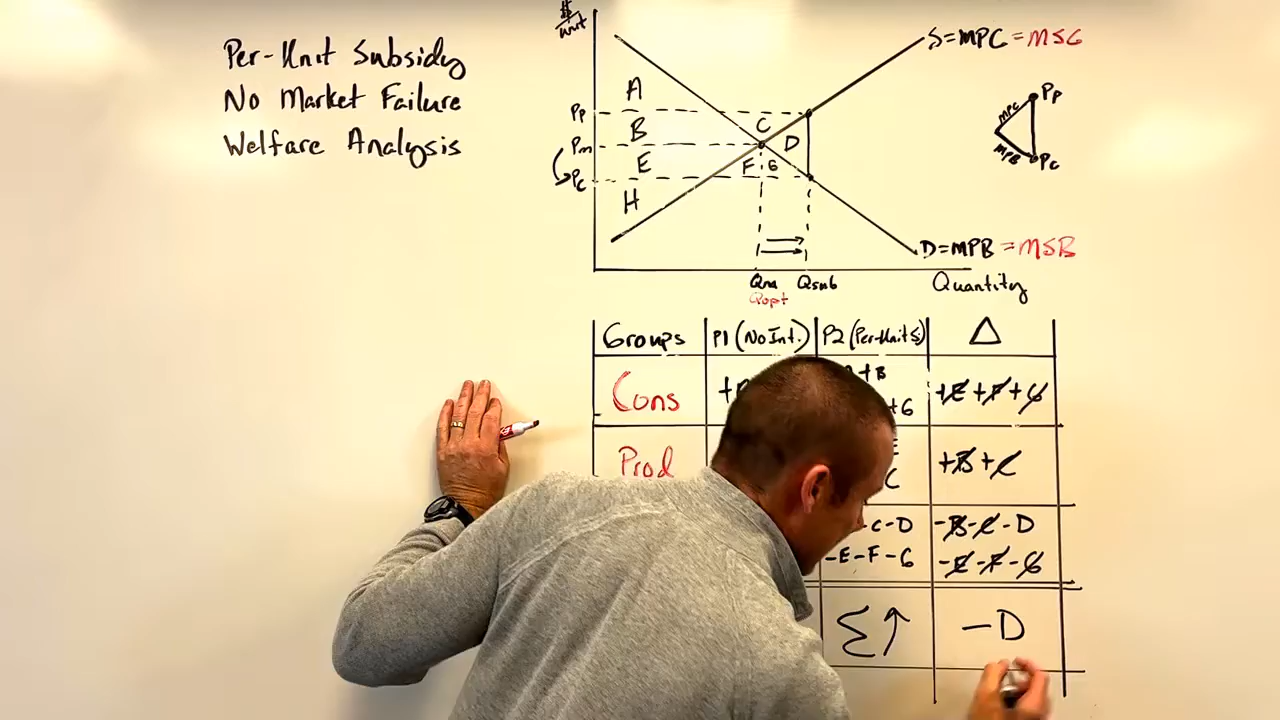 Per-Unit Subsidy
No Market Failure
Welfare Analysis
$/unit
S=MPC=MSC
A
Pp
B
C
Pm
D
E
F
G
Pc
H
MPC
Pp
MPB
Pc
D=MPB=MSB
Qm
Qsub
Quantity
Qopt
Groups
P1 (No Int.)
P2 (Per-Unit S)
Δ
Cons
+B
+G
+E+F+G
Prod
C
+B+C
-C-D
-E-F-G
-B-C-D
-E-F-G
Σ↑
-D